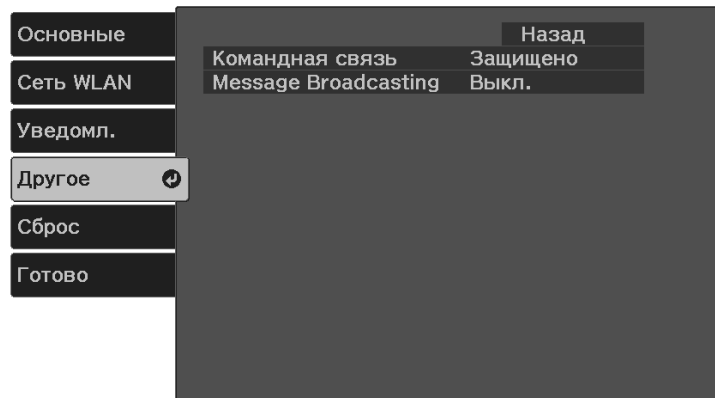 Основные
Сеть WLAN
Уведомл.
Другое
Сброс
Готово
Назад
Командная связь Защищено
Message Broadcasting Выкл.